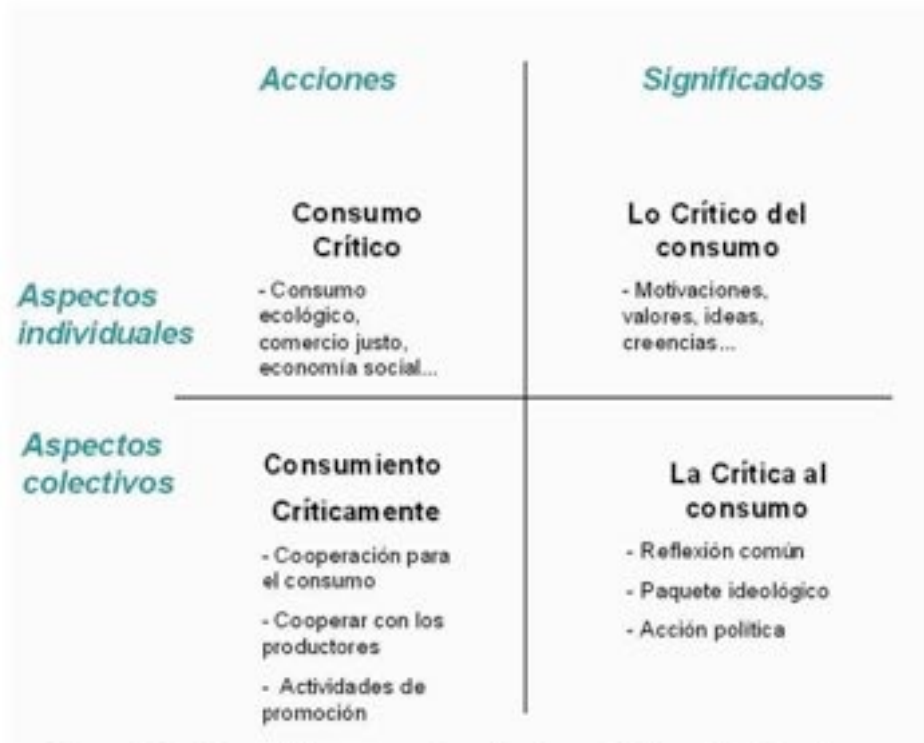 Acciones
Significados
Aspectos
individuales
Consumo
Crítico
- Consumo
ecológico,
comercio justo,
economía social...
Lo Crítico del
consumo
- Motivaciones,
valores, ideas,
creencias...
Aspectos
colectivos
Consumiento
Críticamente
- Cooperación para
el consumo
- Cooperar con los
productores
- Actividades de
promoción
La Crítica al
consumo
- Reflexión común
- Paquete ideológico
- Acción política